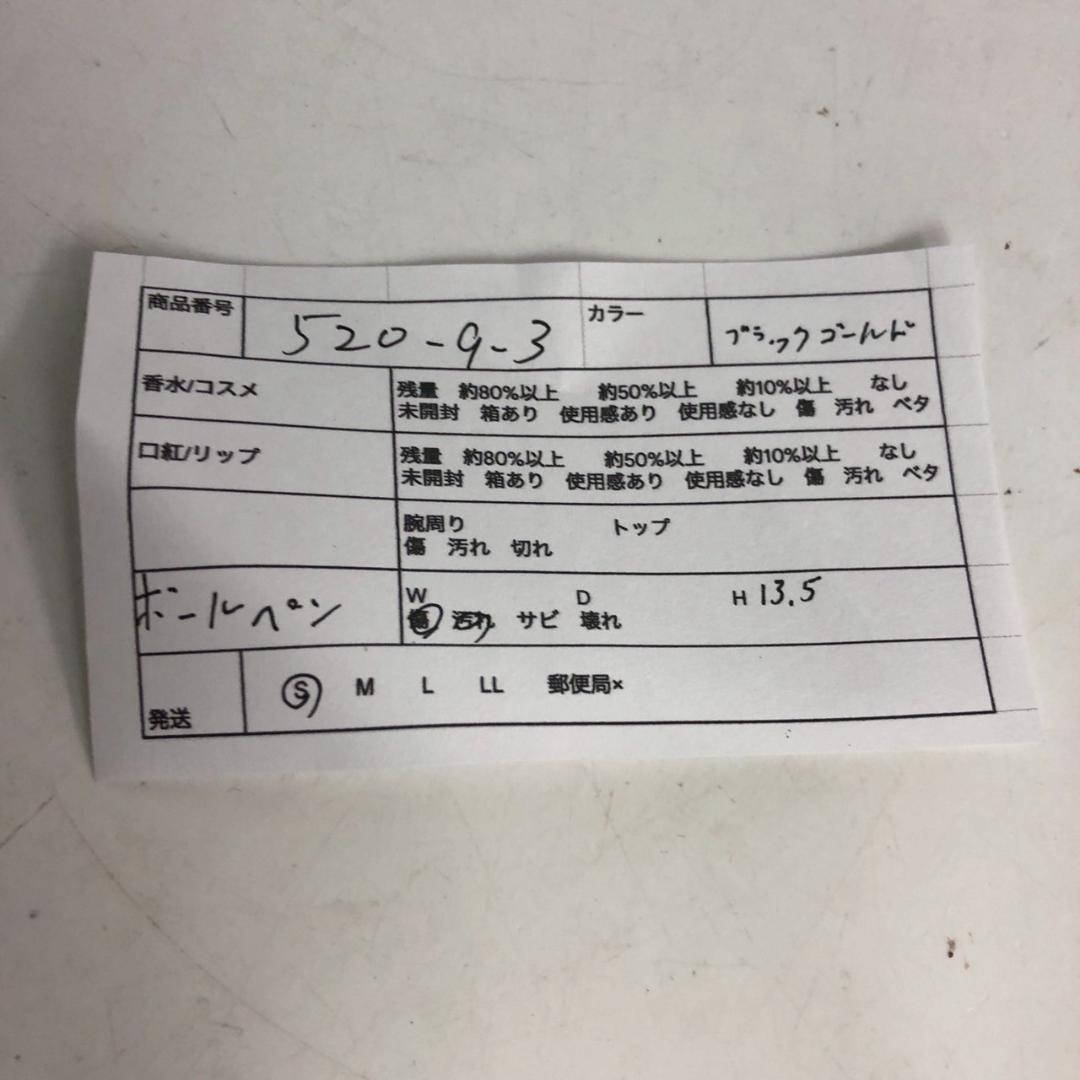 商品番号 520-9-3 カラー ブラックゴールド
香水/コスメ 残量 約80%以上 約50%以上 約10%以上 なし
未開封 箱あり 使用感あり 使用感なし 傷 汚れ ベタ
口紅/リップ 残量 約80%以上 約50%以上 約10%以上 なし
未開封 箱あり 使用感あり 使用感なし 傷 汚れ ベタ
腕周り トップ
傷 汚れ 切れ
ボールペン W D H 13.5
傷 汚れ サビ 壊れ
発送 S M L LL 郵便局×